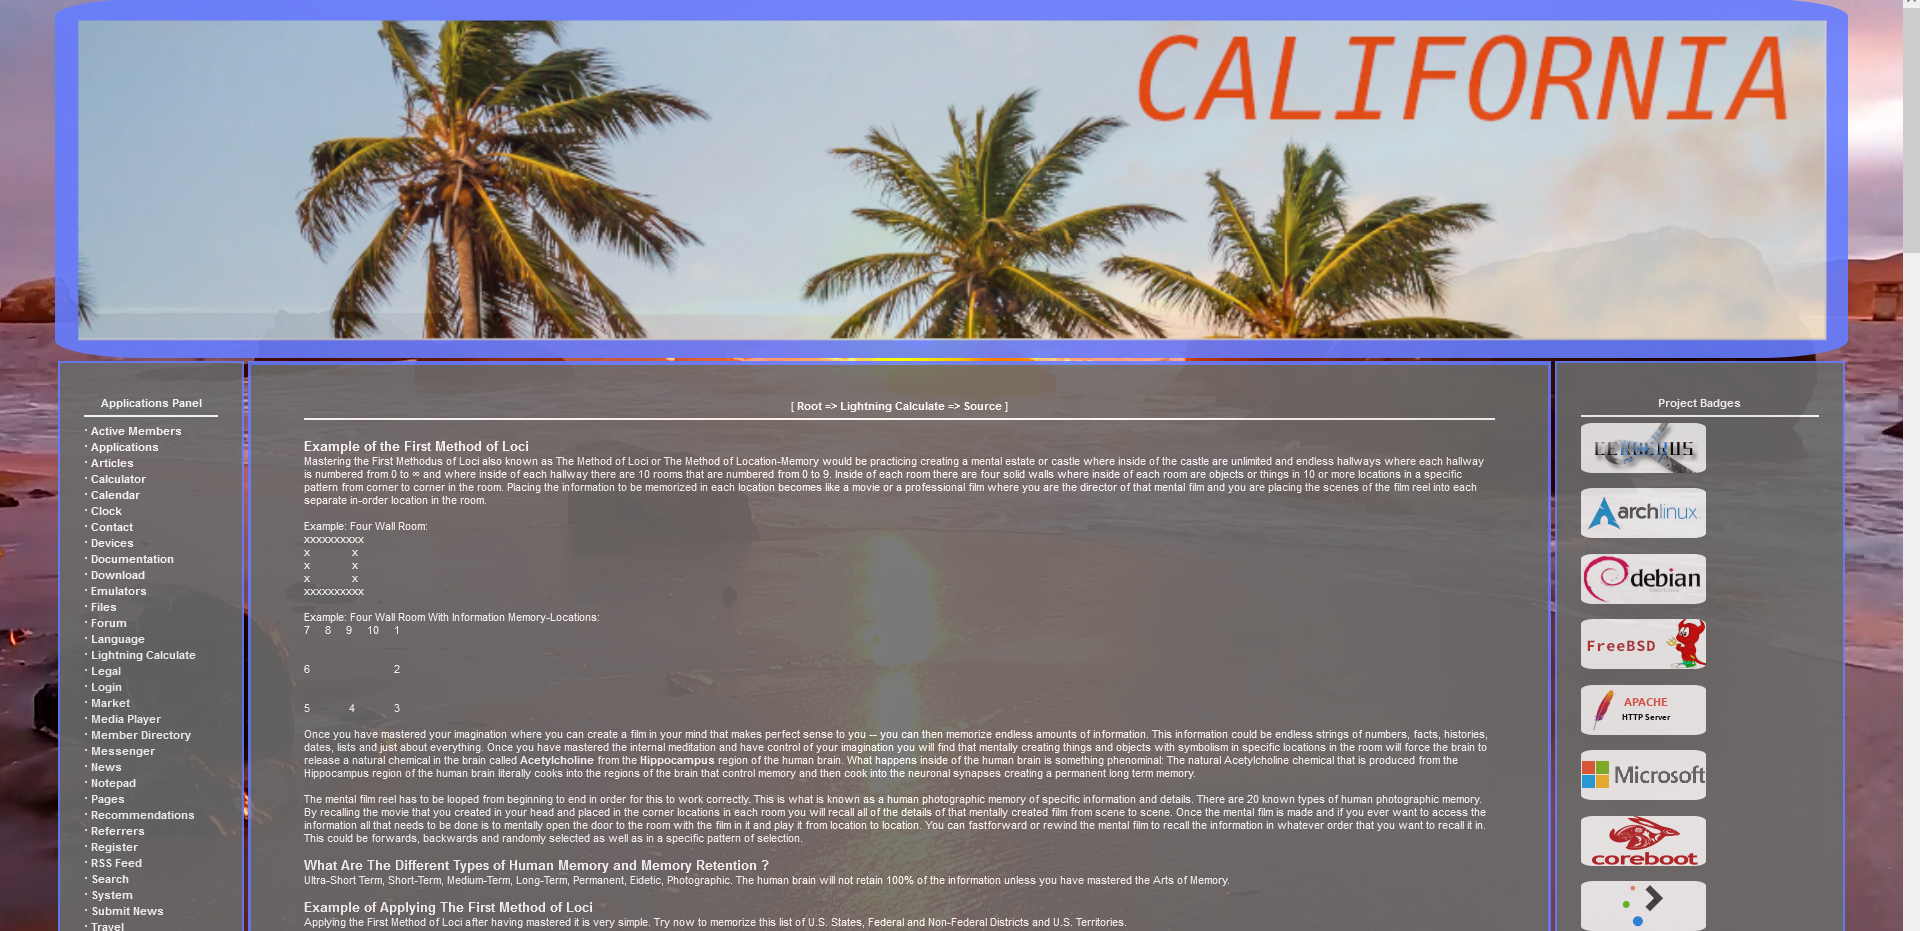 CALIFORNIA
Applications Panel
· Active Members
· Applications
· Articles
· Calculator
· Calendar
· Clock
· Contact
· Devices
· Documentation
· Download
· Emulators
· Files
· Forum
· Language
· Lightning Calculate
· Legal
· Login
· Market
· Media Player
· Member Directory
· Messenger
· News
· Notepad
· Pages
· Recommendations
· Referrers
· Register
· RSS Feed
· Search
· System
· Submit News
· Travel
[ Root => Lightning Calculate => Source ]
Example of the First Method of Loci
Mastering the First Methodus of Loci also known as The Method of Loci or The Method of Location-Memory would be practicing creating a mental estate or castle where inside of the castle are unlimited and endless hallways where each hallway
is numbered from 0 to ∞ and where inside of each hallway there are 10 rooms that are numbered from 0 to 9. Inside of each room there are four solid walls where inside of each room are objects or things in 10 or more locations in a specific
pattern from corner to corner in the room. Placing the information to be memorized in each location becomes like a movie or a professional film where you are the director of that mental film and you are placing the scenes of the film reel into each
separate in-order location in the room.
Example: Four Wall Room:
xxxxxxxxxx
x x
x x
x x
xxxxxxxxxx
Example: Four Wall Room With Information Memory-Locations:
7 8 9 10 1
6 2
5 4 3
Once you have mastered your imagination where you can create a film in your mind that makes perfect sense to you -- you can then memorize endless amounts of information. This information could be endless strings of numbers, facts, histories,
dates, lists and just about everything. Once you have mastered the internal meditation and have control of your imagination you will find that mentally creating things and objects with symbolism in specific locations in the room will force the brain to
release a natural chemical in the brain called Acetylcholine from the Hippocampus region of the human brain. What happens inside of the human brain is something phenominal: The natural Acetylcholine chemical that is produced from the
Hippocampus region of the human brain literally cooks into the regions of the brain that control memory and then cook into the neuronal synapses creating a permanent long term memory.
The mental film reel has to be looped from beginning to end in order for this to work correctly. This is what is known as a human photographic memory of specific information and details. There are 20 known types of human photographic memory.
By recalling the movie that you created in your head and placed in the corner locations in each room you will recall all of the details of that mentally created film from scene to scene. Once the mental film is made and if you ever want to access the
information all that needs to be done is to mentally open the door to the room with the film in it and play it from location to location. You can fastforward or rewind the mental film to recall the information in whatever order that you want to recall it in.
This could be forwards, backwards and randomly selected as well as in a specific pattern of selection.
What Are The Different Types of Human Memory and Memory Retention ?
Ultra-Short Term, Short-Term, Medium-Term, Long-Term, Permanent, Eidetic, Photographic. The human brain will not retain 100% of the information unless you have mastered the Arts of Memory.
Example of Applying The First Method of Loci
Applying the First Method of Loci after having mastered it is very simple. Try now to memorize this list of U.S. States, Federal and Non-Federal Districts and U.S. Territories.
Project Badges
CERBERUS
archlinux
debian
FreeBSD
APACHE
HTTP Server
Microsoft
coreboot